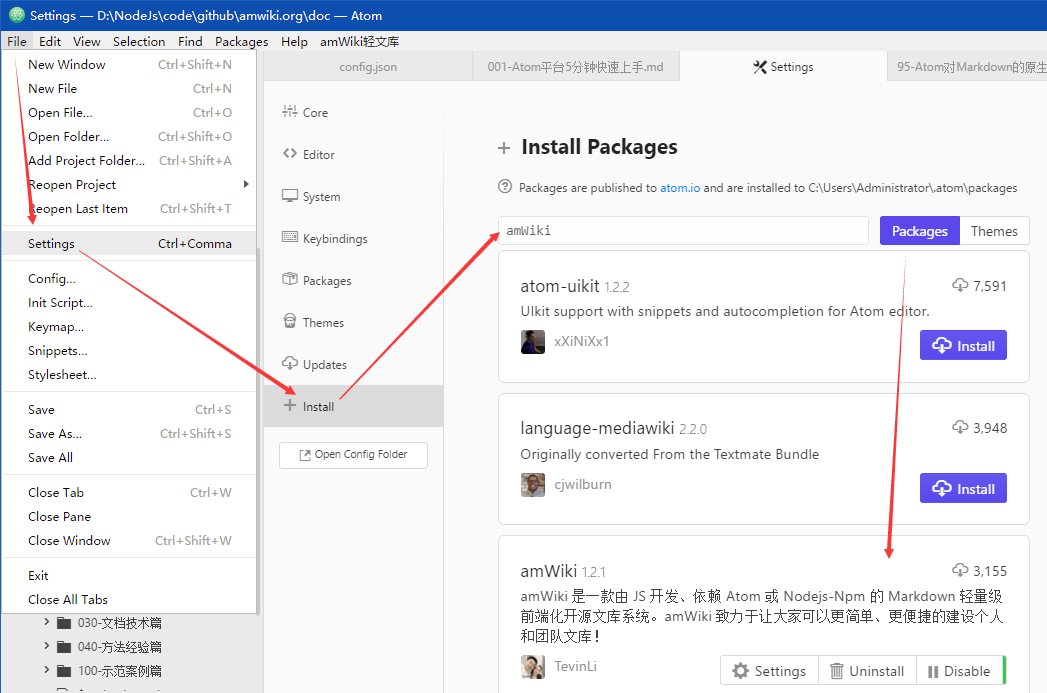 Settings — D:\NodeJs\code\github\amwiki.org\doc — Atom
File Edit View Selection Find Packages Help amWiki轻文库
New Window Ctrl+Shift+N
New File Ctrl+N
Open File... Ctrl+O
Open Folder... Ctrl+Shift+O
Add Project Folder... Ctrl+Shift+A
Reopen Project
Reopen Last Item Ctrl+Shift+T
Settings Ctrl+Comma
Config...
Init Script...
Keymap...
Snippets...
Stylesheet...
Save Ctrl+S
Save As... Ctrl+Shift+S
Save All
Close Tab Ctrl+W
Close Pane
Close Window Ctrl+Shift+W
Exit
Close All Tabs
030-文档技术篇
040-方法经验篇
100-示范案例篇
config.json
001-Atom平台5分钟快速上手.md
Settings
95-Atom对Markdown的原生
Core
Editor
System
Keybindings
Packages
Themes
Updates
Install
Open Config Folder
Install Packages
Packages are published to atom.io and are installed to C:\Users\Administrator\.atom\packages
amWiki
Packages Themes
atom-uikit 1.2.2 7,591
UIkit support with snippets and autocompletion for Atom editor.
xXiNiXx1 Install
language-mediawiki 2.2.0 3,948
Originally converted From the Textmate Bundle
cjwilburn Install
amWiki 1.2.1 3,155
amWiki 是一款由 JS 开发、依赖 Atom 或 Nodejs-Npm 的 Markdown 轻量级
前端化开源文库系统。amWiki 致力于让大家可以更简单、更便捷的建设个人
和团队文库！
TevinLi Settings Uninstall Disable